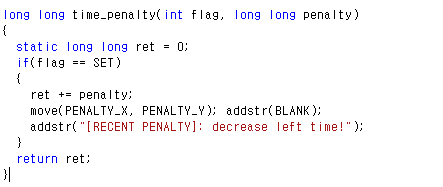 long long time_penalty(int flag, long long penalty)
{
static long long ret = 0;
if(flag == SET)
{
ret += penalty;
move(PENALTY_X, PENALTY_Y); addstr(BLANK);
addstr("[RECENT PENALTY]: decrease left time!");
}
return ret;
}